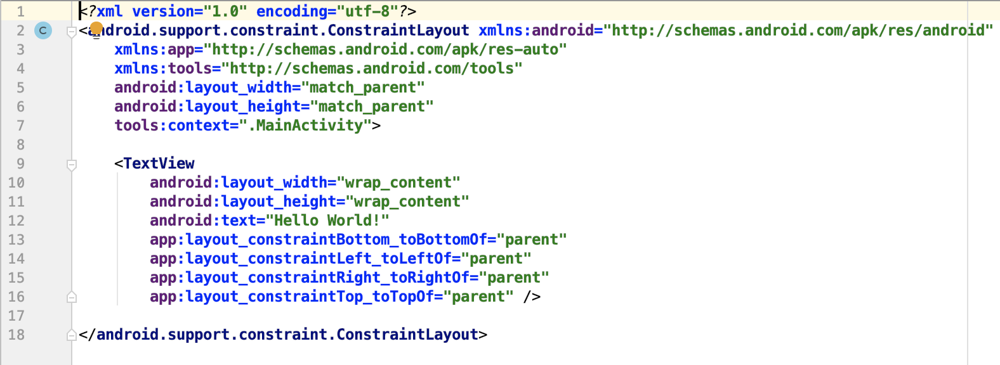 1 <?xml version="1.0" encoding="utf-8"?>
2 C <android.support.constraint.ConstraintLayout xmlns:android="http://schemas.android.com/apk/res/android"
3 xmlns:app="http://schemas.android.com/apk/res-auto"
4 xmlns:tools="http://schemas.android.com/tools"
5 android:layout_width="match_parent"
6 android:layout_height="match_parent"
7 tools:context=".MainActivity">
8
9 <TextView
10 android:layout_width="wrap_content"
11 android:layout_height="wrap_content"
12 android:text="Hello World!"
13 app:layout_constraintBottom_toBottomOf="parent"
14 app:layout_constraintLeft_toLeftOf="parent"
15 app:layout_constraintRight_toRightOf="parent"
16 app:layout_constraintTop_toTopOf="parent" />
17
18 </android.support.constraint.ConstraintLayout>